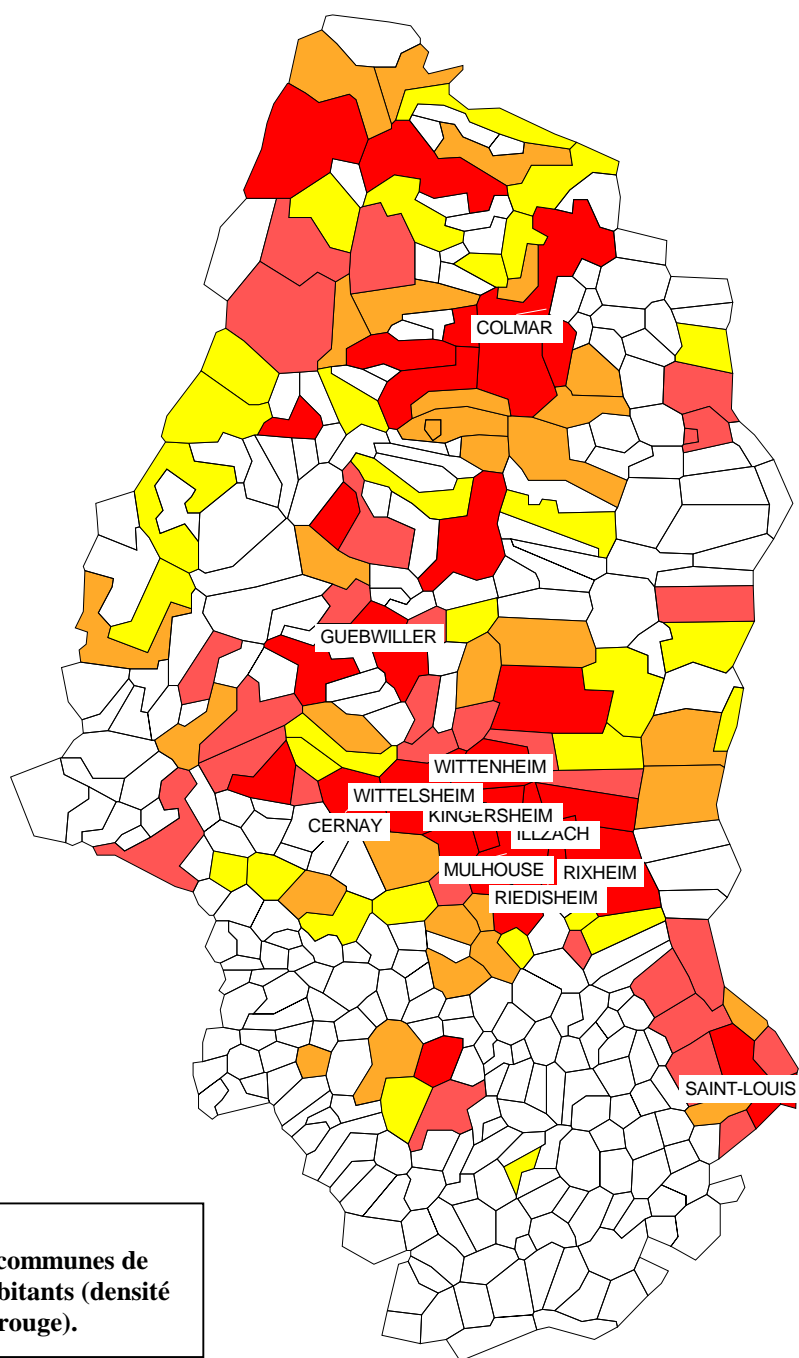 COLMAR
GUEBWILLER
WITTENHEIM
WITTELSHEIM
KINGERSHEIM
CERNAY
ILLZACH
MULHOUSE
RIXHEIM
RIEDISHEIM
SAINT-LOUIS
communes de
bitants (densité
rouge).